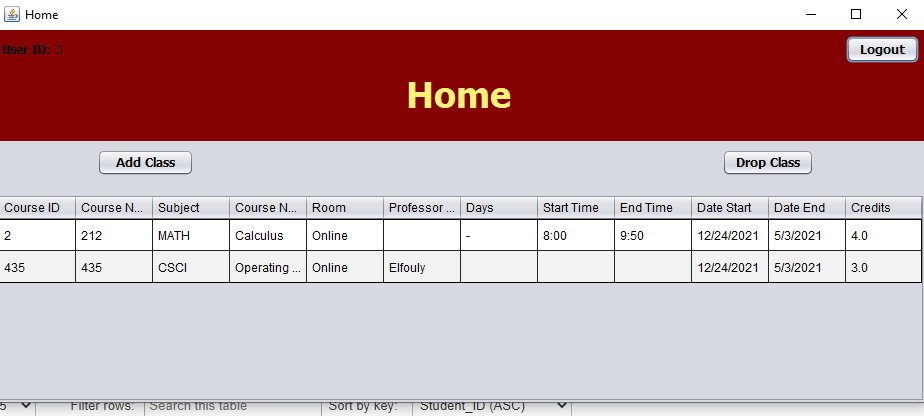 Home
User ID: 3
Logout
Home
Add Class Drop Class
Course ID Course N... Subject Course N... Room Professor ... Days Start Time End Time Date Start Date End Credits
2 212 MATH Calculus Online - 8:00 9:50 12/24/2021 5/3/2021 4.0
435 435 CSCI Operating ... Online Elfouly 12/24/2021 5/3/2021 3.0
5 Filter rows: Search this table Sort by key: Student_ID (ASC)